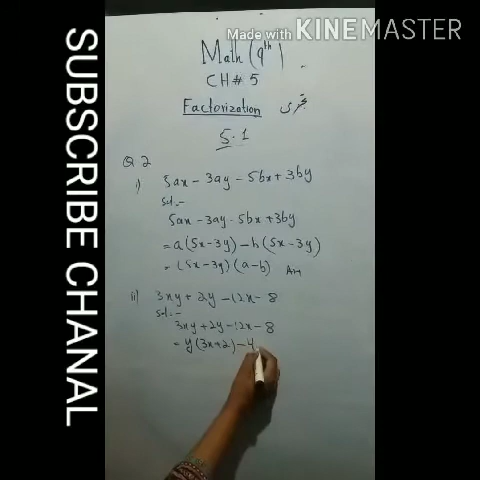 Made with KINEMASTER
SUBSCRIBE CHANAL
Math (9th)
CH # 5
Factorization تجزی
5.1
Q 2
i) 5ax - 3ay - 5bx + 3by
Sol:-
5ax - 3ay - 5bx + 3by
= a(5x - 3y) - b(5x - 3y)
= (5x - 3y)(a - b) Ans
ii) 3xy + 2y - 12x - 8
Sol:-
3xy + 2y - 12x - 8
= y(3x + 2) - 4